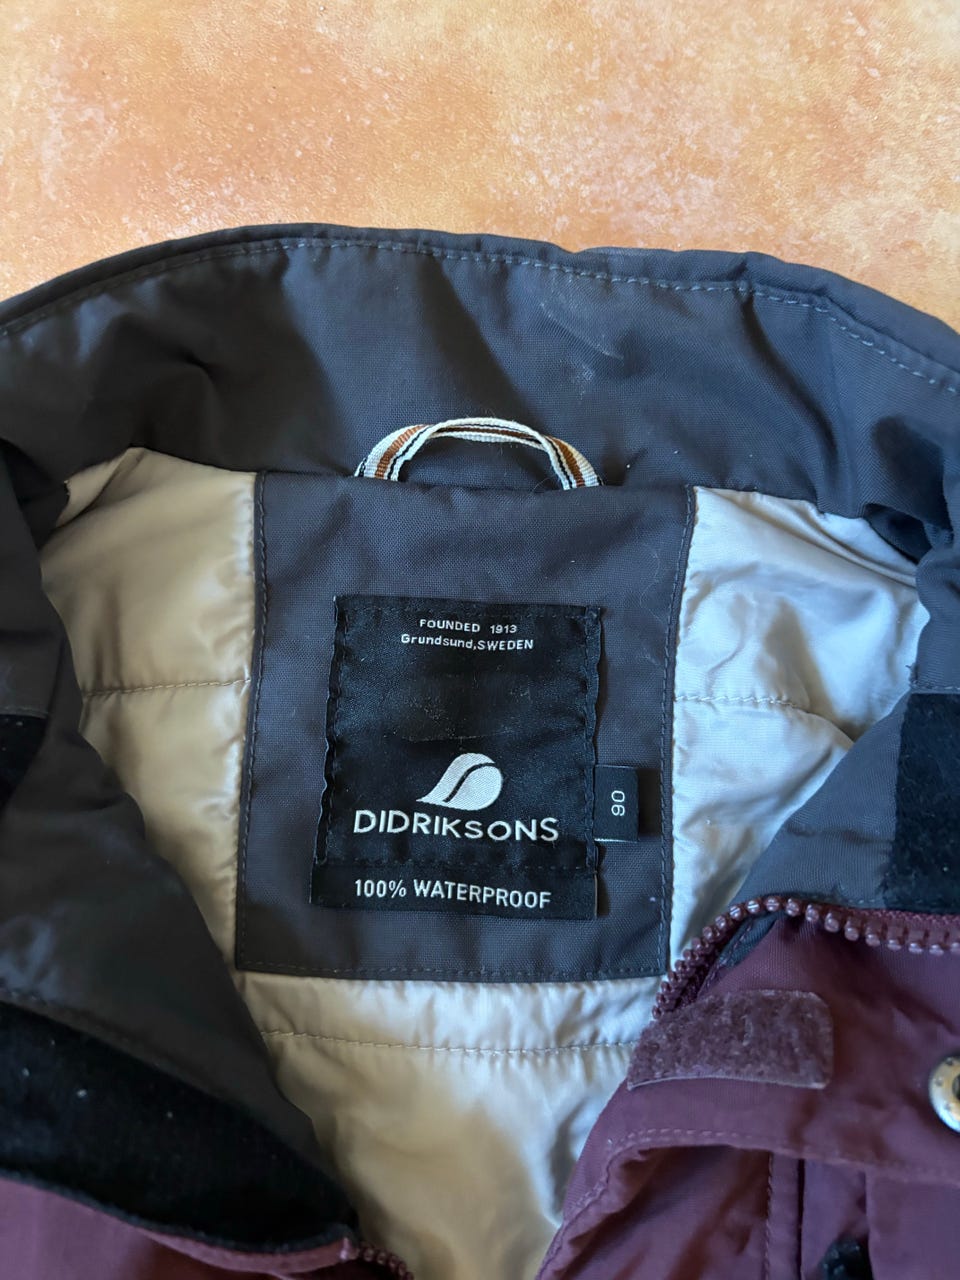 FOUNDED 1913
Grundsund,SWEDEN
DIDRIKSONS
90
100% WATERPROOF